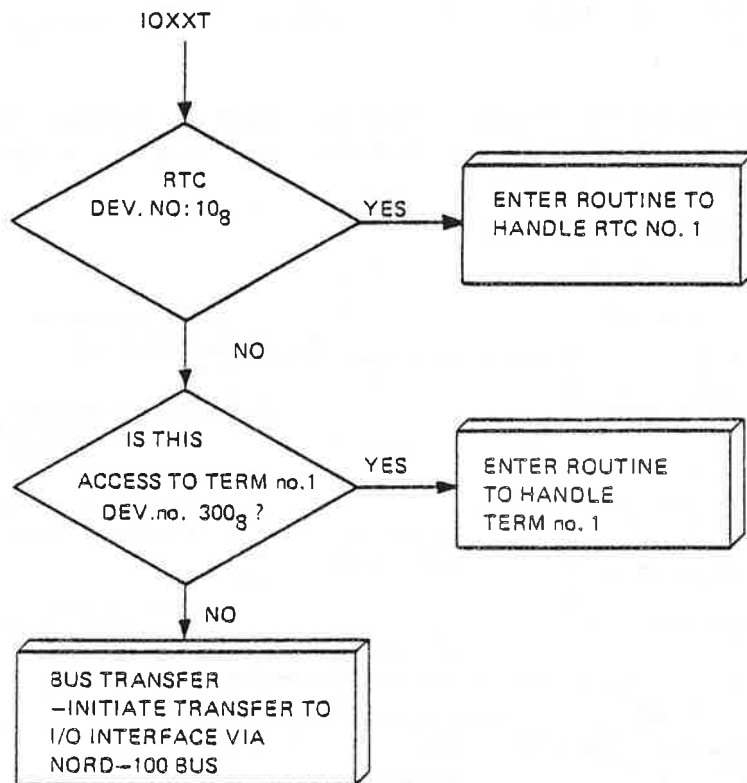 IOXXT
RTC
DEV. NO: 10₈
YES
ENTER ROUTINE TO
HANDLE RTC NO. 1
NO
IS THIS
ACCESS TO TERM no.1
DEV.no. 300₈ ?
YES
ENTER ROUTINE
TO HANDLE
TERM no. 1
NO
BUS TRANSFER
–INITIATE TRANSFER TO
I/O INTERFACE VIA
NORD–100 BUS